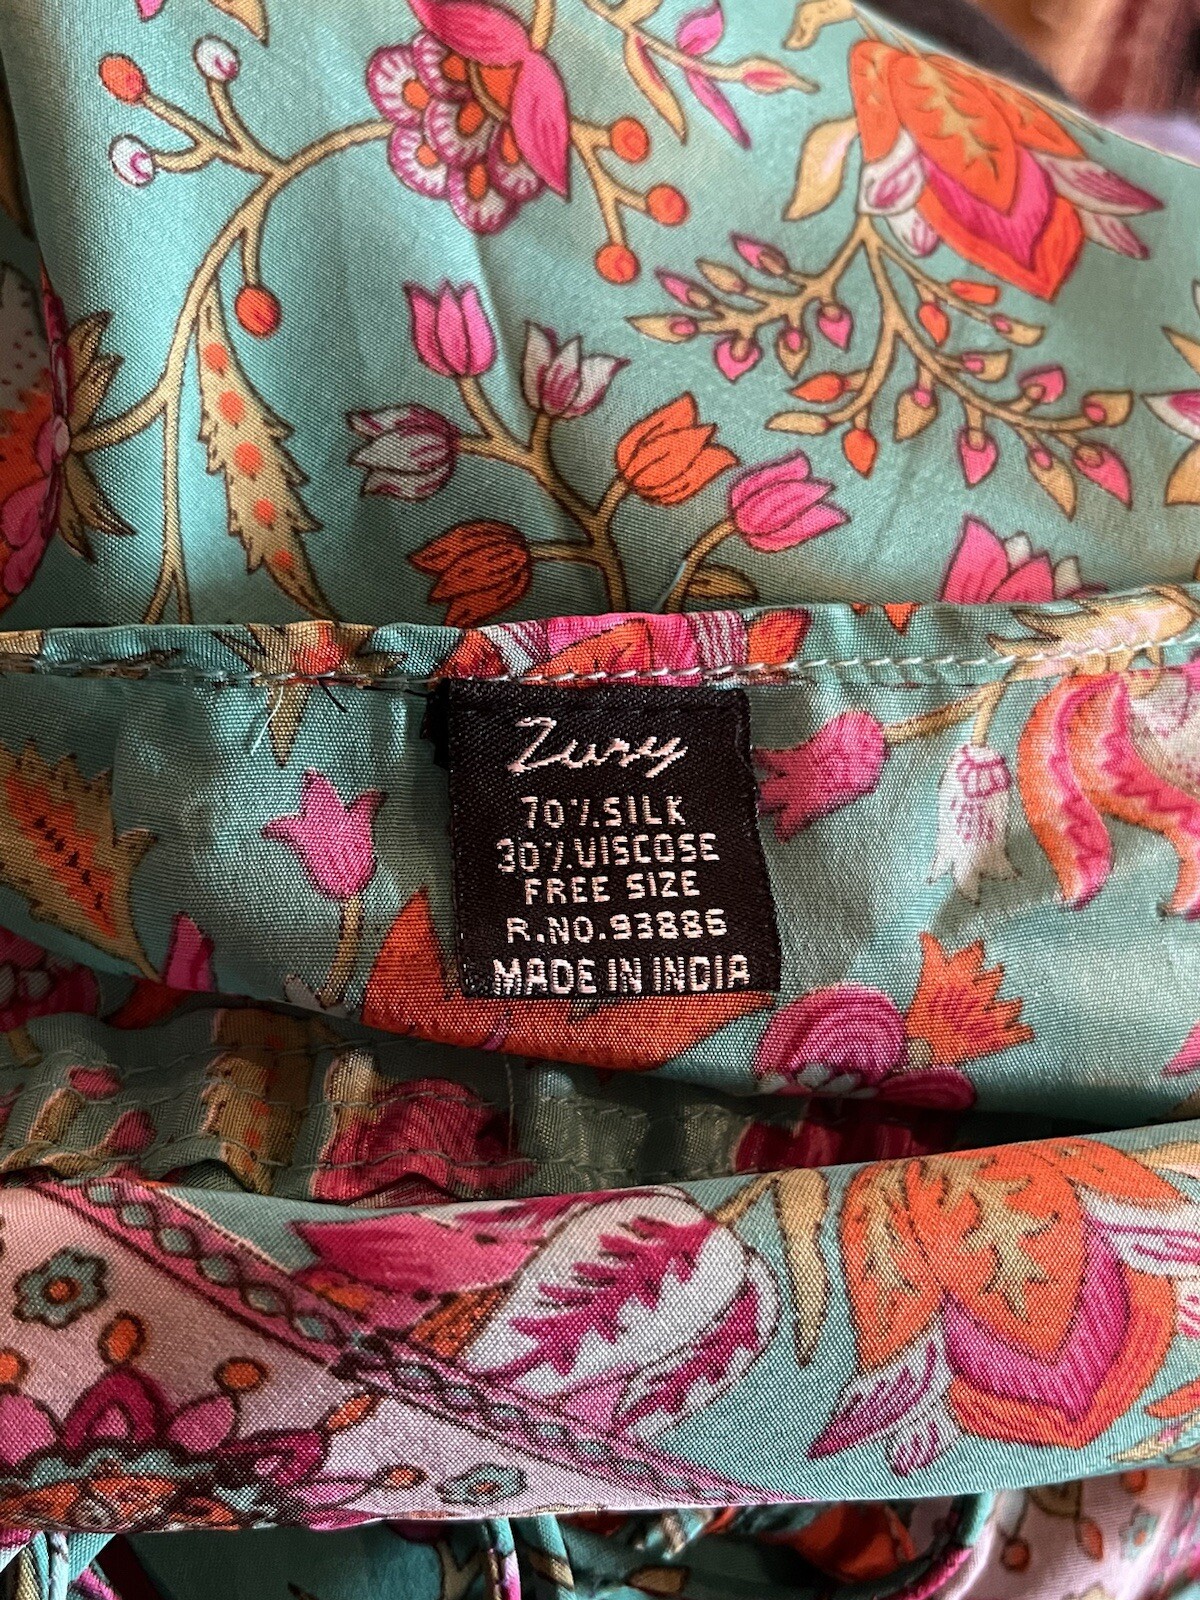 Zury
70%SILK
30%VISCOSE
FREE SIZE
R.NO.93886
MADE IN INDIA